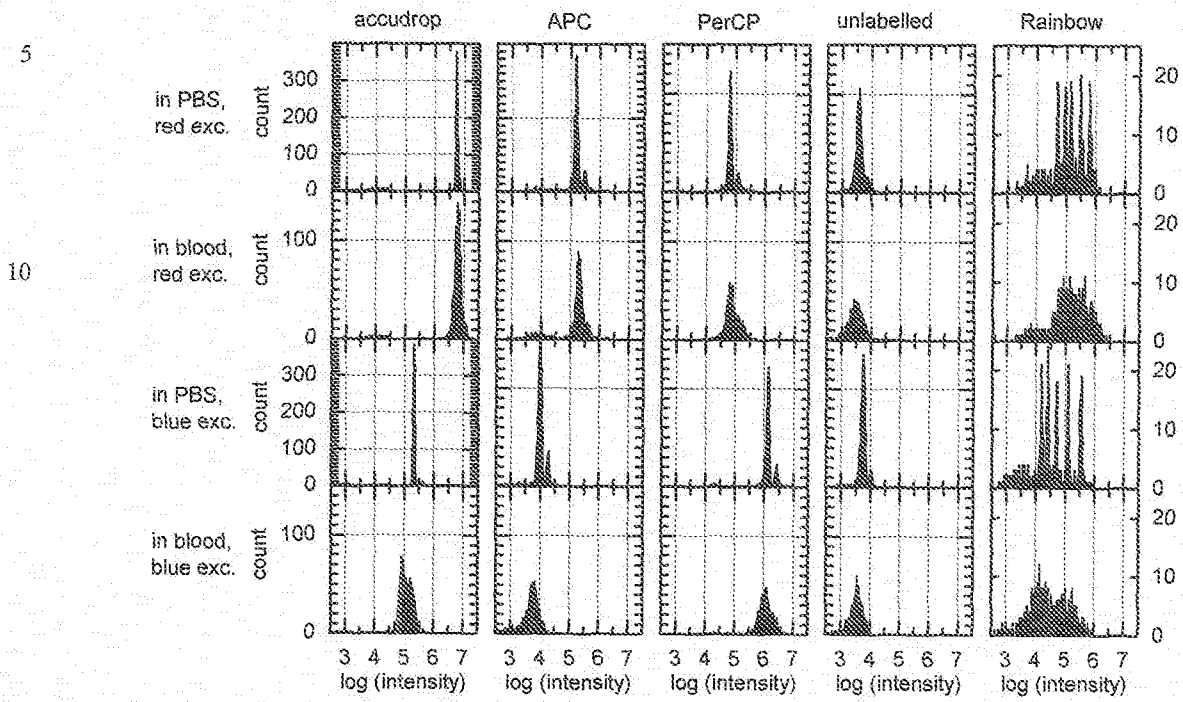 accudrop APC PerCP unlabelled Rainbow
5
in PBS,
red exc.
count
300
200
100
0
20
10
0
in blood,
red exc.
count
100
0
20
10
0
10
in PBS,
blue exc.
count
300
200
100
0
20
10
0
in blood,
blue exc.
count
100
0
20
10
0
3 4 5 6 7 3 4 5 6 7 3 4 5 6 7 3 4 5 6 7 3 4 5 6 7
log (intensity) log (intensity) log (intensity) log (intensity) log (intensity)